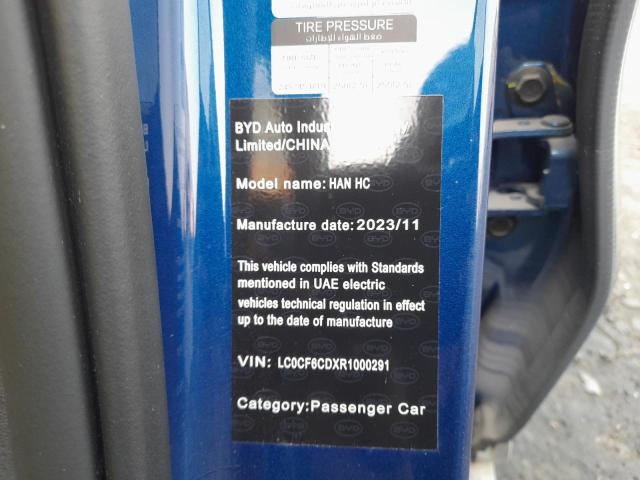 TIRE PRESSURE
ضغط الهواء للإطارات
TIRE SIZE
BYD Auto Indus
Limited/CHINA
Model name: HAN HC
Manufacture date: 2023/11
This vehicle complies with Standards
mentioned in UAE electric
vehicles technical regulation in effect
up to the date of manufacture
VIN: LC0CF6CDXR1000291
Category:Passenger Car